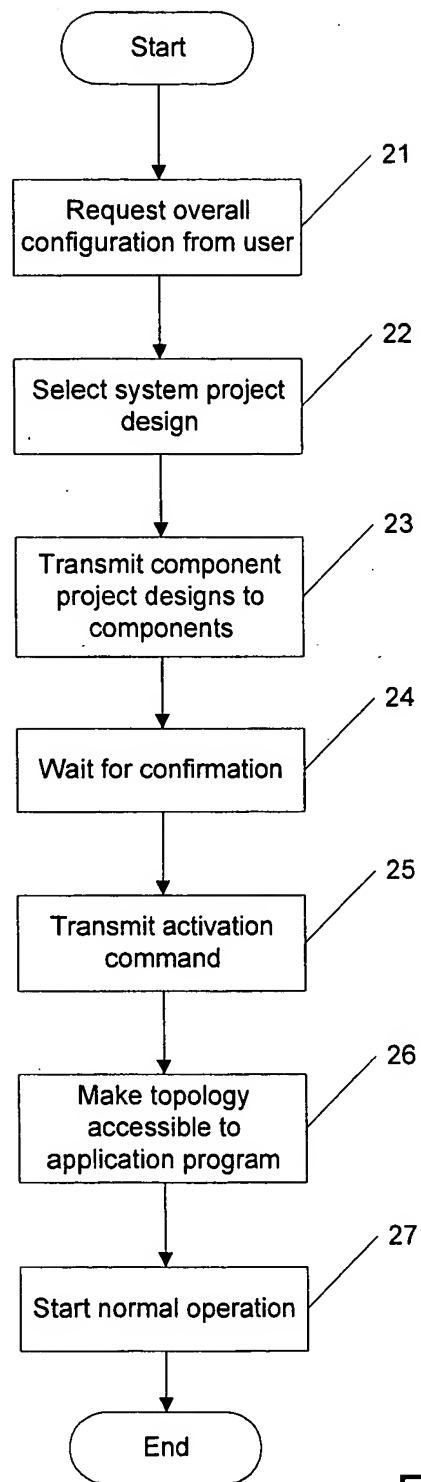 Start
21
Request overall
configuration from user
22
Select system project
design
23
Transmit component
project designs to
components
24
Wait for confirmation
25
Transmit activation
command
26
Make topology
accessible to
application program
27
Start normal operation
End